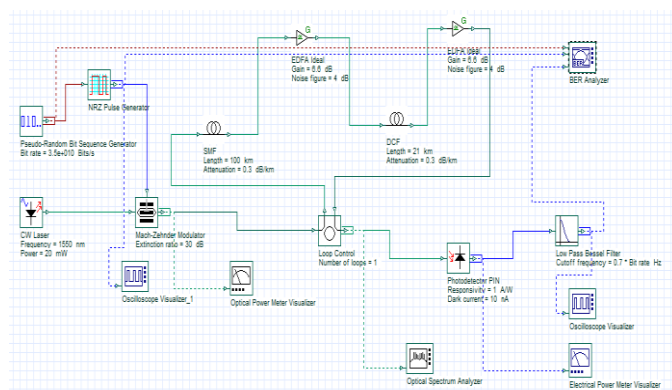 G
EDFA Ideal
Gain = 6.6 dB
Noise figure = 4 dB
G
EDFA Ideal
Gain = 6.6 dB
Noise figure = 4 dB
BER
BER Analyzer
NRZ Pulse Generator
Pseudo-Random Bit Sequence Generator
Bit rate = 3.5e+010 Bits/s
SMF
Length = 100 km
Attenuation = 0.3 dB/km
DCF
Length = 21 km
Attenuation = 0.3 dB/km
CW Laser
Frequency = 1550 nm
Power = 20 mW
Mach-Zehnder Modulator
Extinction ratio = 30 dB
Loop Control
Number of loops = 1
Photodetector PIN
Responsivity = 1 A/W
Dark current = 10 nA
Low Pass Bessel Filter
Cutoff frequency = 0.7 * Bit rate Hz
Oscilloscope Visualizer_1
Optical Power Meter Visualizer
Oscilloscope Visualizer
Optical Spectrum Analyzer
Electrical Power Meter Visualizer